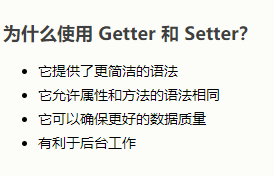 为什么使用 Getter 和 Setter?
它提供了更简洁的语法
它允许属性和方法的语法相同
它可以确保更好的数据质量
有利于后台工作